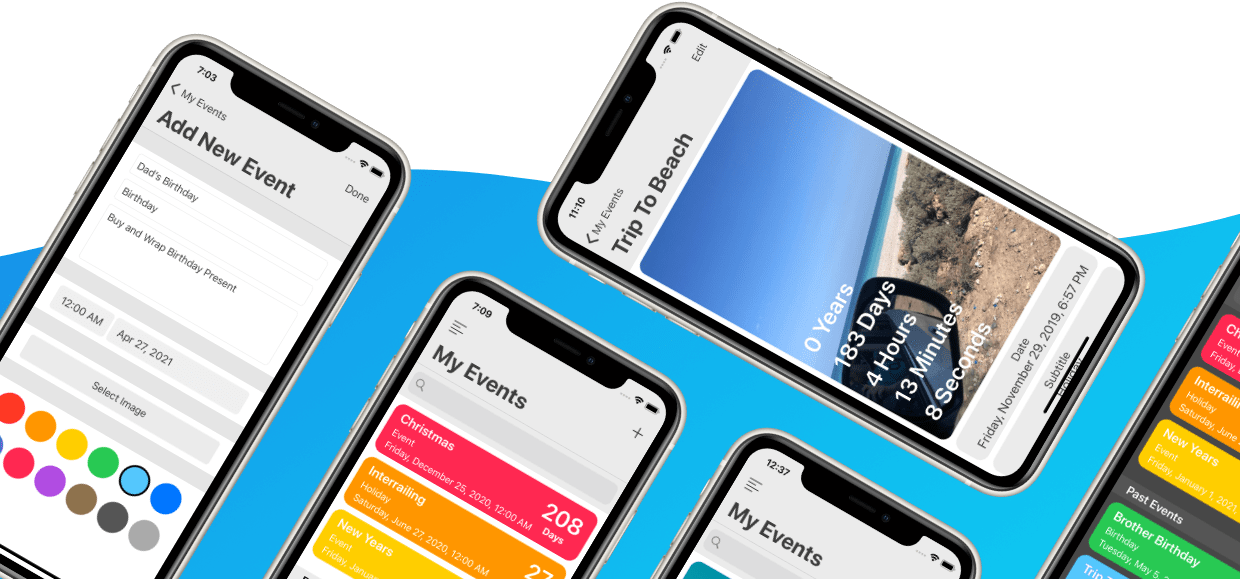 7:03
My Events
Add New Event
Done
Dad's Birthday
Birthday
Buy and Wrap Birthday Present
12:00 AM
Apr 27, 2021
Select Image
7:09
My Events
Christmas
Event
Friday, December 25, 2020, 12:00 AM
208
Days
Interrailing
Holiday
Saturday, June 27, 2020, 12:00 AM
27
New Years
Event
Friday, January
11:10
My Events
Edit
Trip To Beach
0 Years
183 Days
4 Hours
13 Minutes
8 Seconds
Date
Friday, November 29, 2019, 6:57 PM
Subtitle
12:37
My Events
Event
Friday,
Interrailing
Holiday
Saturday, June
New Years
Event
Friday, January 1, 2021,
Past Events
Brother Birthday
Birthday
Tuesday, May 5,
Trip